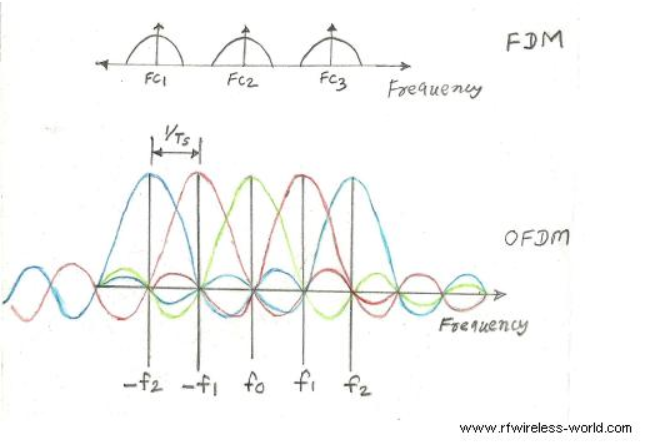 FDM
FC1 FC2 FC3
Frequency
1/Ts
OFDM
Frequency
-f2 -f1 f0 f1 f2
www.rfwireless-world.com